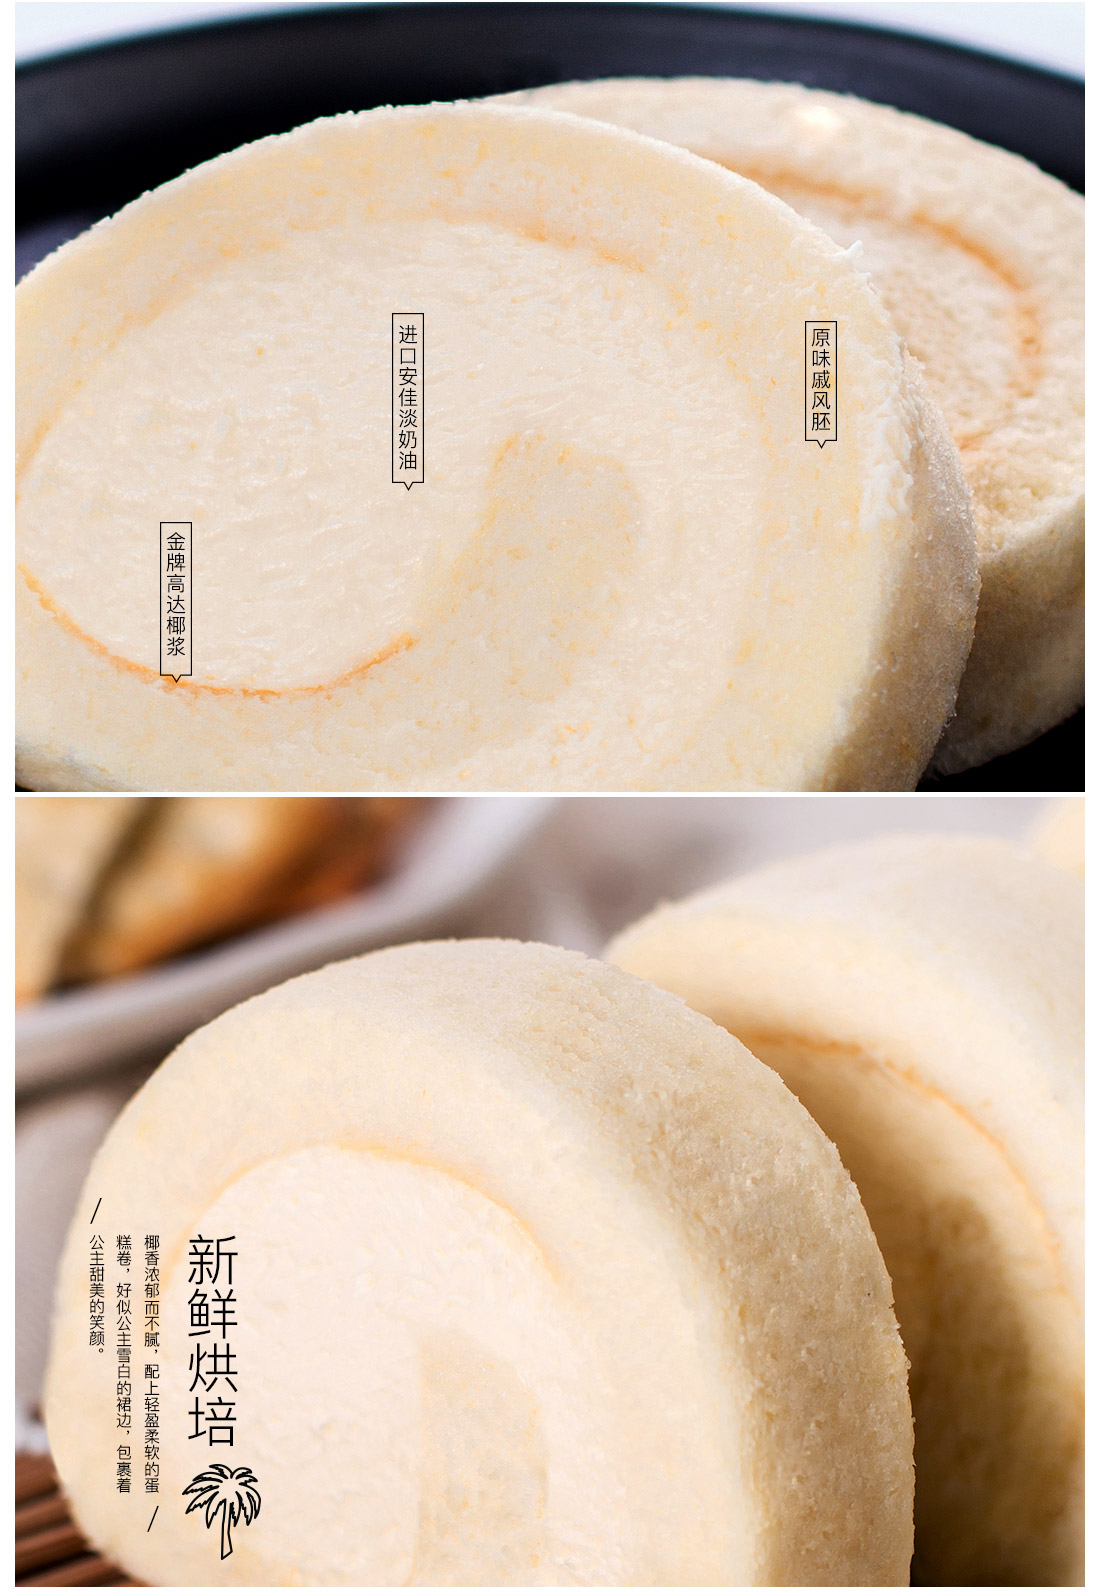 进口安佳淡奶油
原味戚风胚
金牌高达椰浆
新鲜烘培
椰香浓郁而不腻，配上轻盈柔软的蛋
糕卷，好似公主雪白的裙边，包裹着
公主甜美的笑颜。